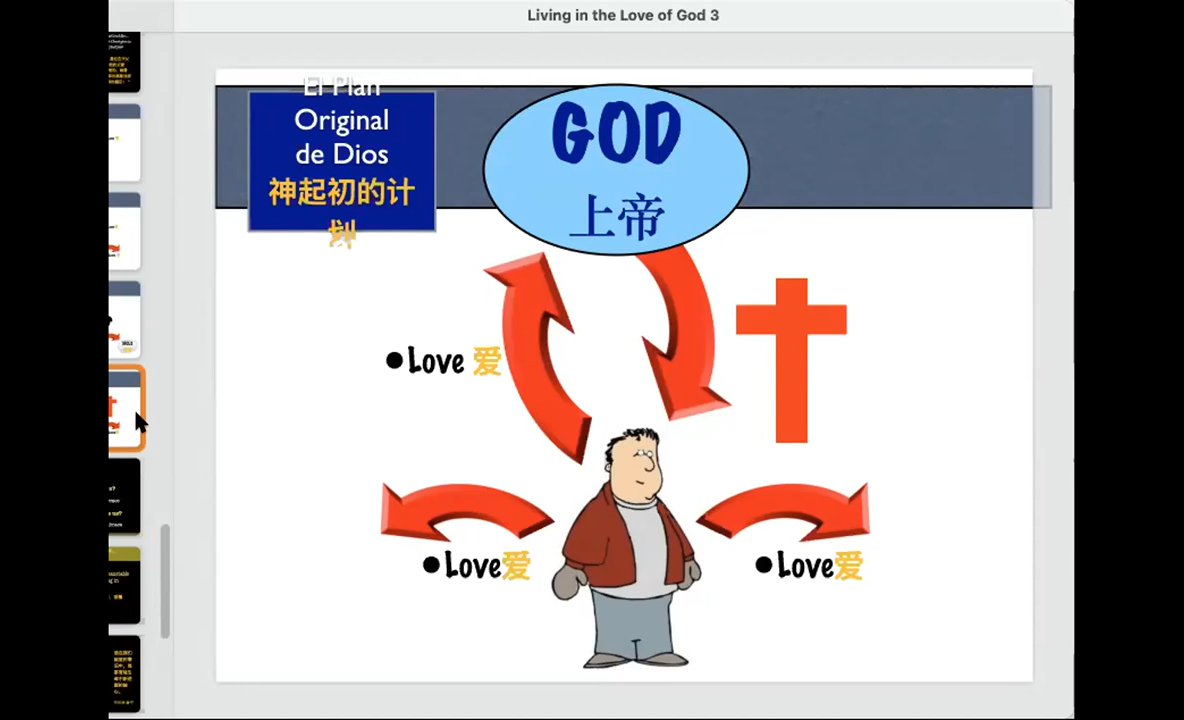 Living in the Love of God 3
El Plan
Original
de Dios
神起初的计
划
GOD
上帝
●Love 爱
●Love爱
●Love爱